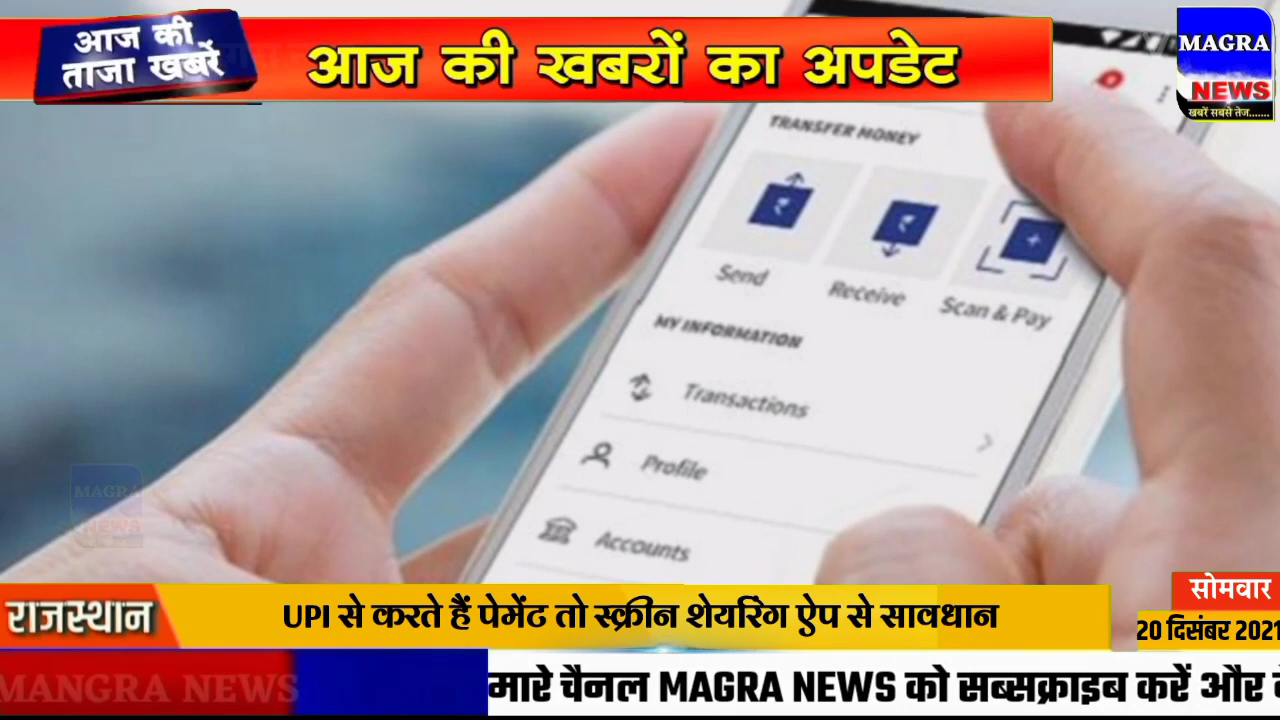 आज की
ताजा खबरें
आज की खबरों का अपडेट
MAGRA
NEWS
खबरें सबसे तेज.......
TRANSFER MONEY
Send
Receive
Scan & Pay
MY INFORMATION
Transactions
Profile
Accounts
MAGRA
NEWS
राजस्थान
UPI से करते हैं पेमेंट तो स्क्रीन शेयरिंग ऐप से सावधान
सोमवार
20 दिसंबर 2021
MANGRA NEWS
मारे चैनल MAGRA NEWS को सब्सक्राइब करें और